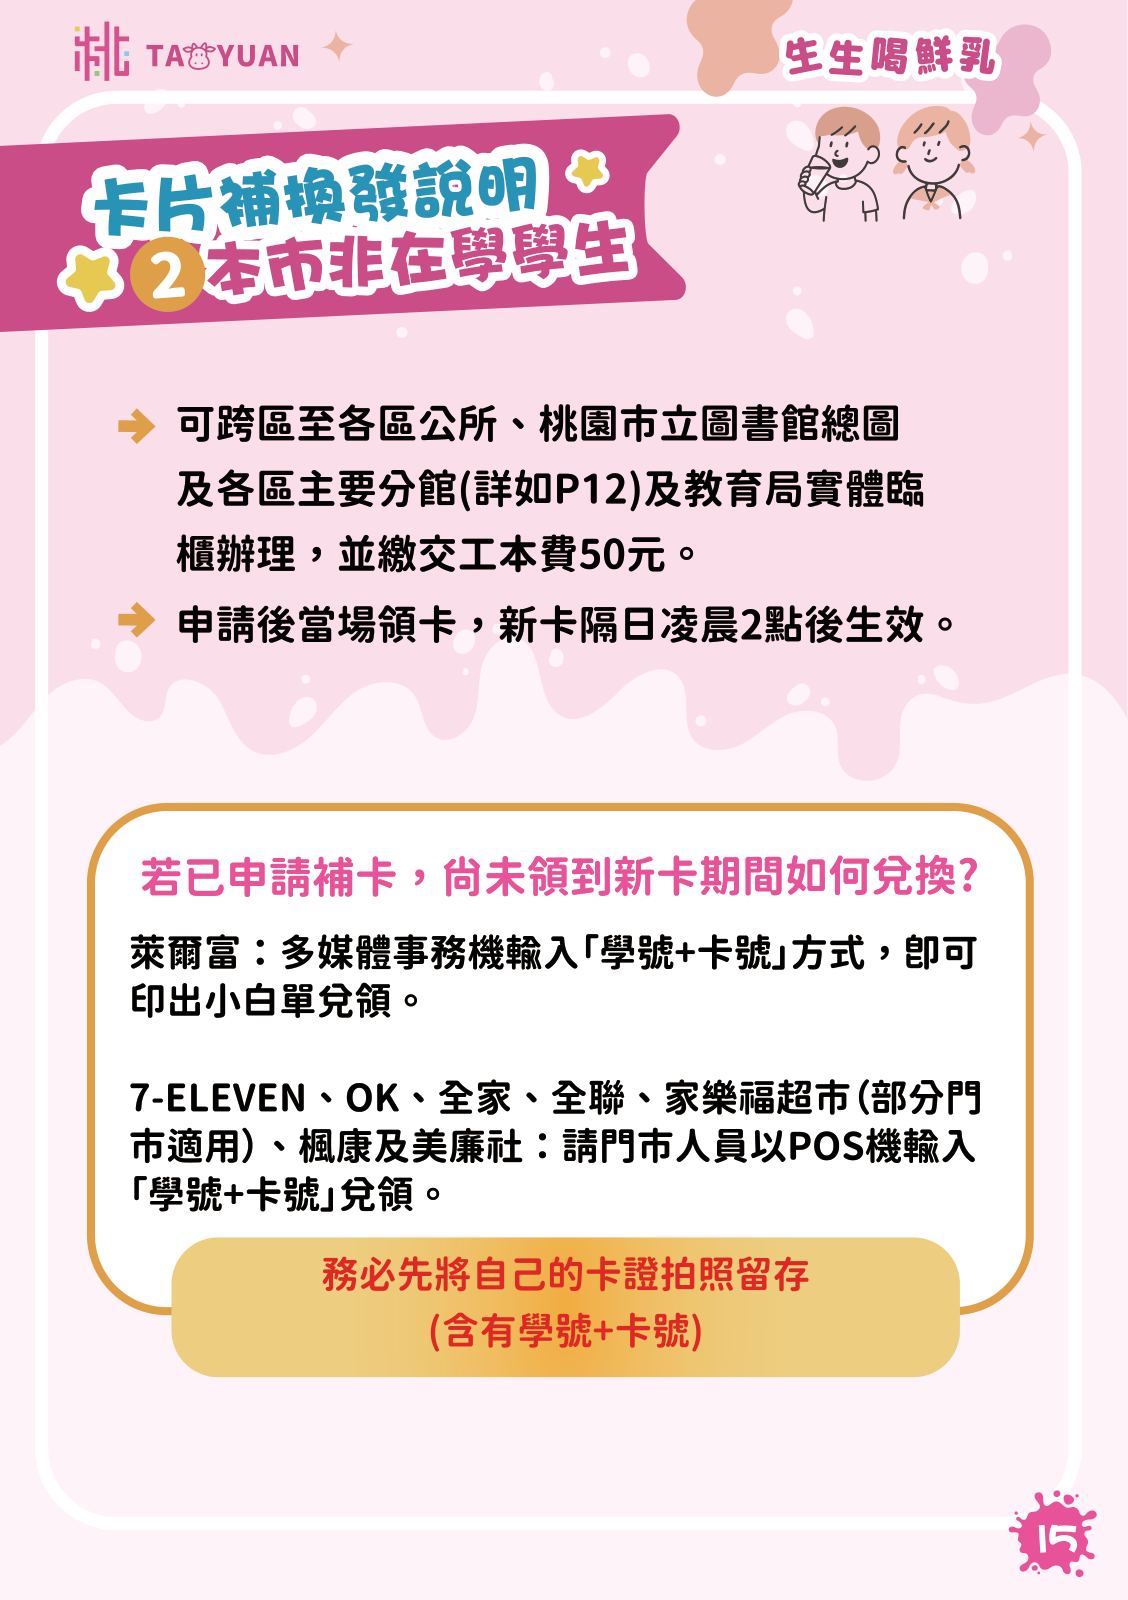 桃 TAOYUAN
生生喝鮮乳
卡片補換發說明
2本市非在學學生
可跨區至各區公所、桃園市立圖書館總圖
及各區主要分館(詳如P12)及教育局實體臨
櫃辦理，並繳交工本費50元。
申請後當場領卡，新卡隔日凌晨2點後生效。
若已申請補卡，尚未領到新卡期間如何兌換?
萊爾富：多媒體事務機輸入「學號+卡號」方式，即可
印出小白單兌領。
7-ELEVEN、OK、全家、全聯、家樂福超市(部分門
市適用)、楓康及美廉社：請門市人員以POS機輸入
「學號+卡號」兌領。
務必先將自己的卡證拍照留存
(含有學號+卡號)
15